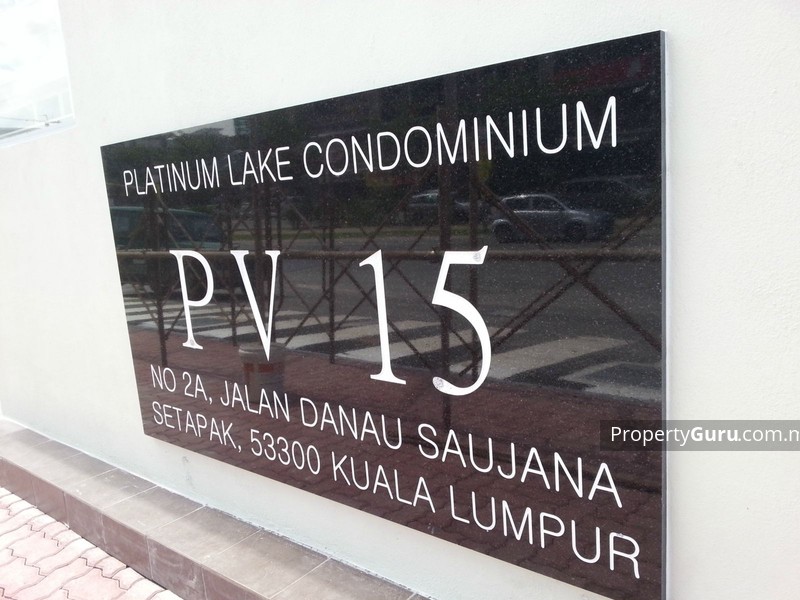 PLATINUM LAKE CONDOMINIUM
PV 15
NO 2A, JALAN DANAU SAUJANA
SETAPAK, 53300 KUALA LUMPUR
PropertyGuru.com.n